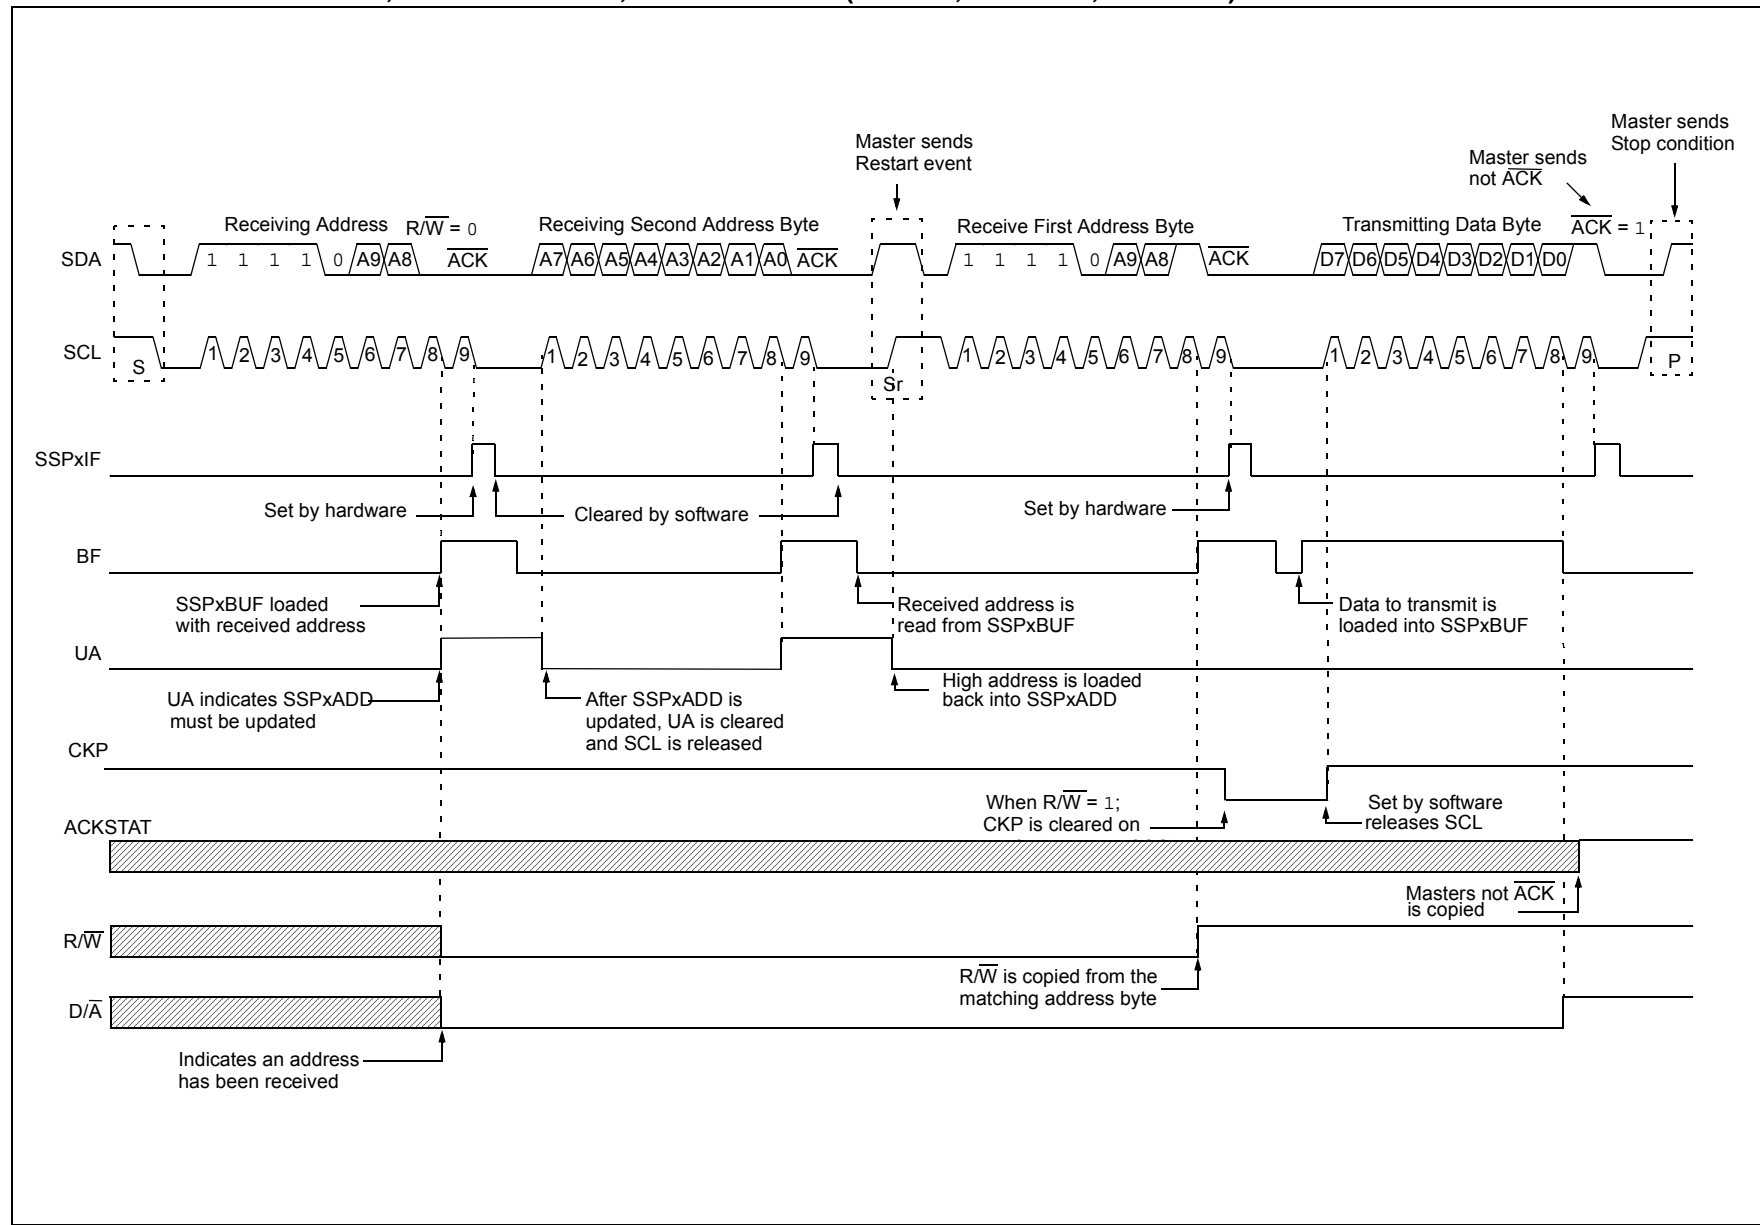 Master sends
Restart event
Master sends
not A̅C̅K̅
Master sends
Stop condition
Receiving Address R/W̅ = 0
Receiving Second Address Byte
Receive First Address Byte
Transmitting Data Byte
A̅C̅K̅ = 1
SDA
1 1 1 1 0 A9 A8 A̅C̅K̅
A7 A6 A5 A4 A3 A2 A1 A0 A̅C̅K̅
1 1 1 1 0 A9 A8 A̅C̅K̅
D7 D6 D5 D4 D3 D2 D1 D0
SCL
S
1 2 3 4 5 6 7 8 9
1 2 3 4 5 6 7 8 9
Sr
1 2 3 4 5 6 7 8 9
1 2 3 4 5 6 7 8 9
P
SSPxIF
Set by hardware
Cleared by software
Set by hardware
BF
SSPxBUF loaded
with received address
Received address is
read from SSPxBUF
Data to transmit is
loaded into SSPxBUF
UA
UA indicates SSPxADD
must be updated
After SSPxADD is
updated, UA is cleared
and SCL is released
High address is loaded
back into SSPxADD
CKP
When R/W̅ = 1;
CKP is cleared on
Set by software
releases SCL
ACKSTAT
Masters not A̅C̅K̅
is copied
R/W̅
R/W̅ is copied from the
matching address byte
D/A̅
Indicates an address
has been received